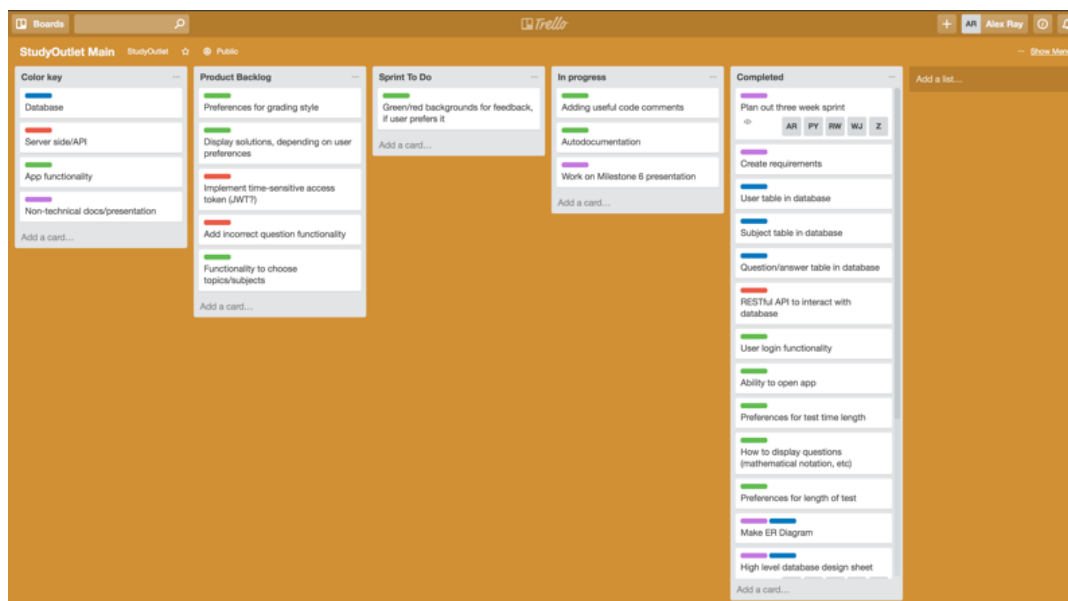 Boards
Trello
AR Alex Ray
StudyOutlet Main StudyOutlet Public
... Show Men
Color key
Database
Server side/API
App functionality
Non-technical docs/presentation
Add a card...
Product Backlog
Preferences for grading style
Display solutions, depending on user
preferences
Implement time-sensitive access
token (JWT?)
Add incorrect question functionality
Functionality to choose
topics/subjects
Add a card...
Sprint To Do
Green/red backgrounds for feedback,
if user prefers it
Add a card...
In progress
Adding useful code comments
Autodocumentation
Work on Milestone 6 presentation
Add a card...
Completed
Plan out three week sprint
AR PY RW WJ Z
Create requirements
User table in database
Subject table in database
Question/answer table in database
RESTful API to interact with
database
User login functionality
Ability to open app
Preferences for test time length
How to display questions
(mathematical notation, etc)
Preferences for length of test
Make ER Diagram
High level database design sheet
Add a card...
Add a list...